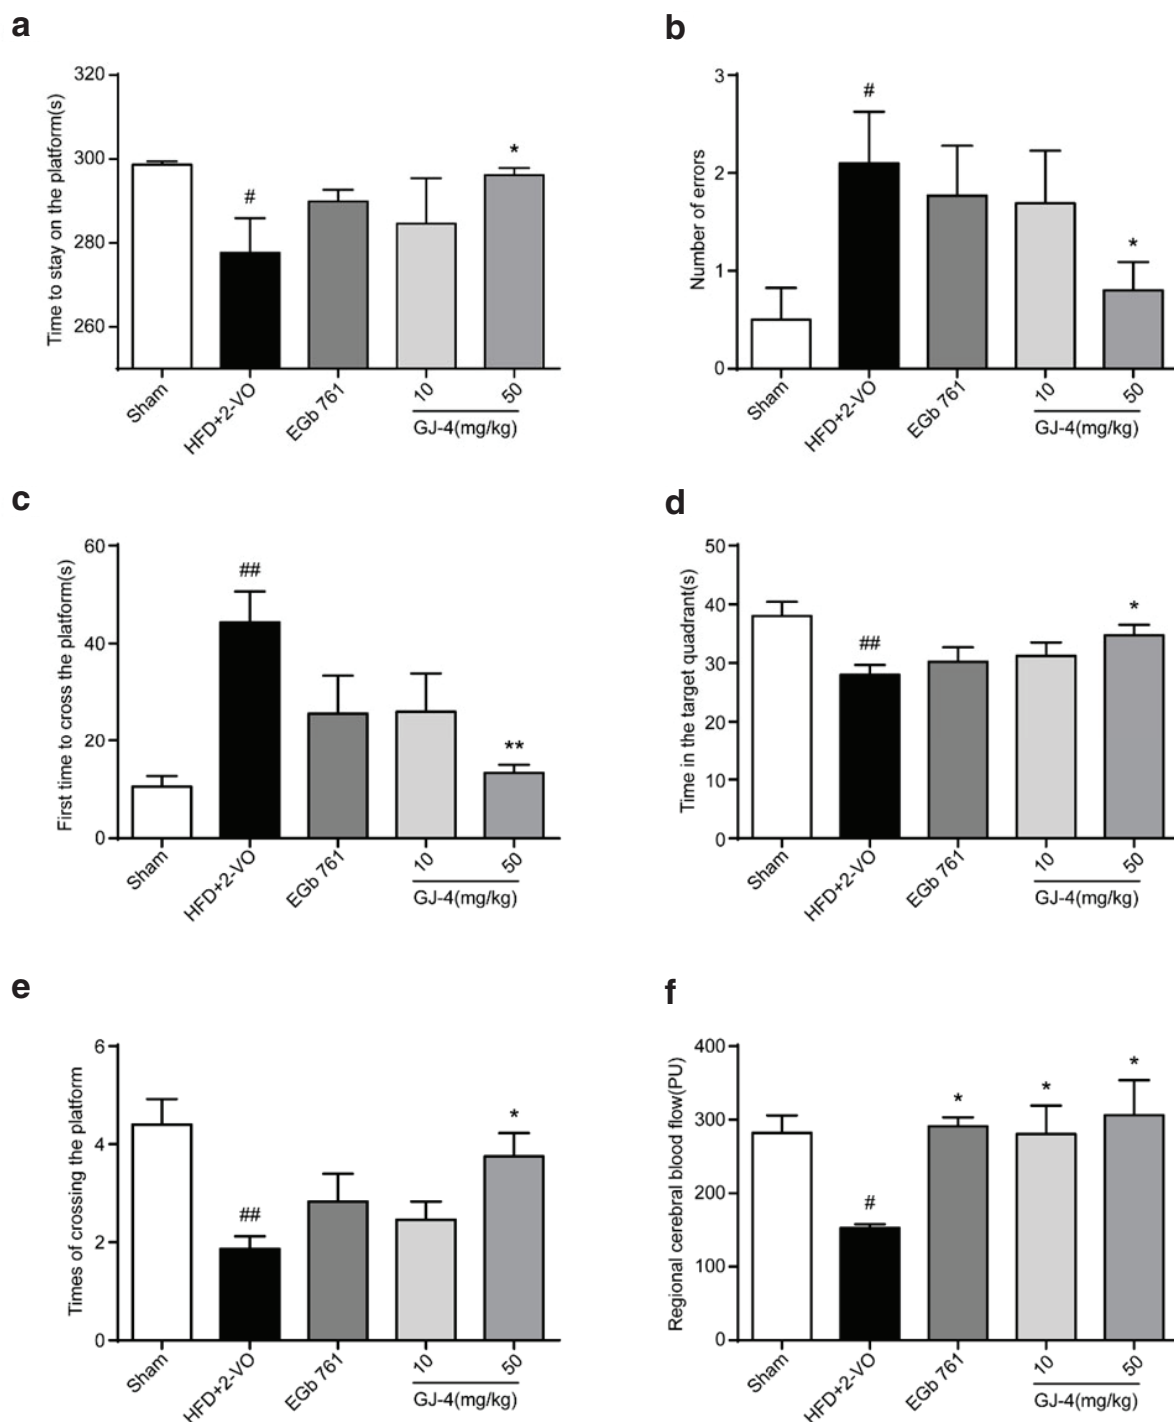 a
Time to stay on the platform(s)
320
300
280
260
#
*
Sham
HFD+2-VO
EGb 761
10
50
GJ-4(mg/kg)
b
Number of errors
3
2
1
0
#
*
Sham
HFD+2-VO
EGb 761
10
50
GJ-4(mg/kg)
c
First time to cross the platform(s)
60
40
20
0
##
**
Sham
HFD+2-VO
EGb 761
10
50
GJ-4(mg/kg)
d
Time in the target quadrant(s)
50
40
30
20
10
0
##
*
Sham
HFD+2-VO
EGb 761
10
50
GJ-4(mg/kg)
e
Times of crossing the platform
6
4
2
0
##
*
Sham
HFD+2-VO
EGb 761
10
50
GJ-4(mg/kg)
f
Regional cerebral blood flow(PU)
400
300
200
100
0
#
*
*
*
Sham
HFD+2-VO
EGb 761
10
50
GJ-4(mg/kg)